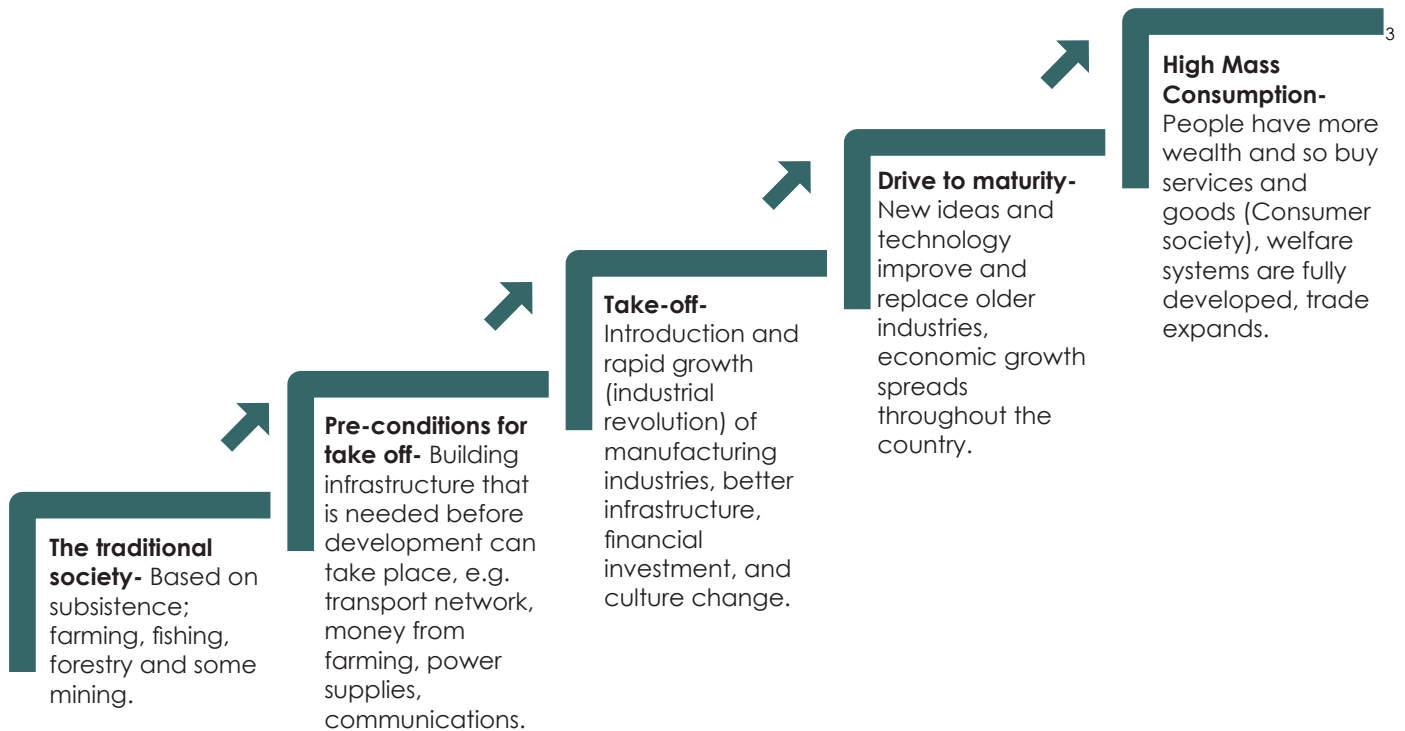 3
The traditional
society- Based on
subsistence;
farming, fishing,
forestry and some
mining.
Pre-conditions for
take off- Building
infrastructure that
is needed before
development can
take place, e.g.
transport network,
money from
farming, power
supplies,
communications.
Take-off-
Introduction and
rapid growth
(industrial
revolution) of
manufacturing
industries, better
infrastructure,
financial
investment, and
culture change.
Drive to maturity-
New ideas and
technology
improve and
replace older
industries,
economic growth
spreads
throughout the
country.
High Mass
Consumption-
People have more
wealth and so buy
services and
goods (Consumer
society), welfare
systems are fully
developed, trade
expands.